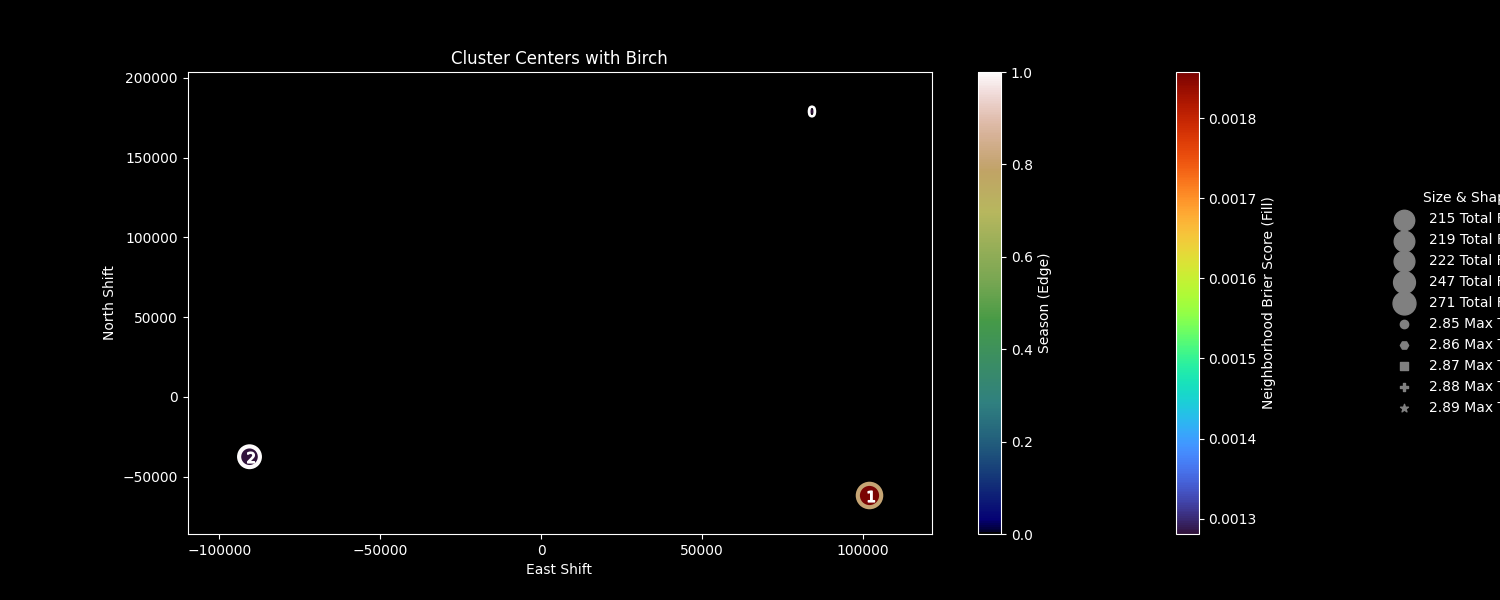 Cluster Centers with Birch
200000
150000
100000
50000
0
−50000
North Shift
−100000
−50000
0
50000
100000
East Shift
0
1
2
1.0
0.8
0.6
0.4
0.2
0.0
Season (Edge)
0.0018
0.0017
0.0016
0.0015
0.0014
0.0013
Neighborhood Brier Score (Fill)
Size & Shap
215 Total F
219 Total F
222 Total F
247 Total F
271 Total F
2.85 Max T
2.86 Max T
2.87 Max T
2.88 Max T
2.89 Max T